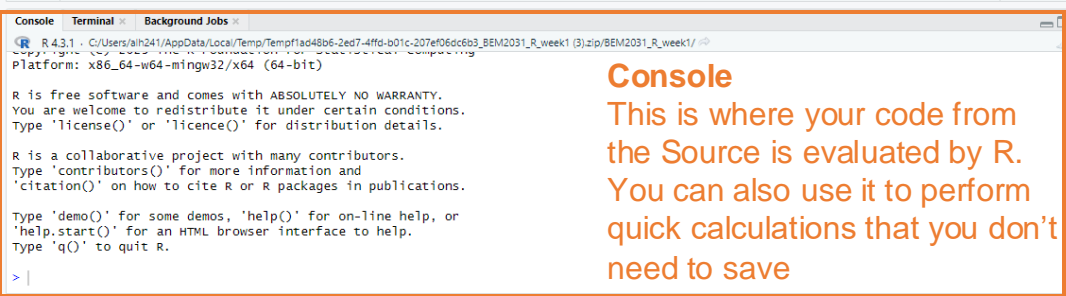 Console Terminal × Background Jobs ×
R 4.3.1 · C:/Users/alh241/AppData/Local/Temp/Tempf1ad48b6-2ed7-4ffd-b01c-207ef06dc6b3_BEM2031_R_week1 (3).zip/BEM2031_R_week1/
Platform: x86_64-w64-mingw32/x64 (64-bit)
R is free software and comes with ABSOLUTELY NO WARRANTY.
You are welcome to redistribute it under certain conditions.
Type 'license()' or 'licence()' for distribution details.
R is a collaborative project with many contributors.
Type 'contributors()' for more information and
'citation()' on how to cite R or R packages in publications.
Type 'demo()' for some demos, 'help()' for on-line help, or
'help.start()' for an HTML browser interface to help.
Type 'q()' to quit R.
>
Console
This is where your code from
the Source is evaluated by R.
You can also use it to perform
quick calculations that you don't
need to save